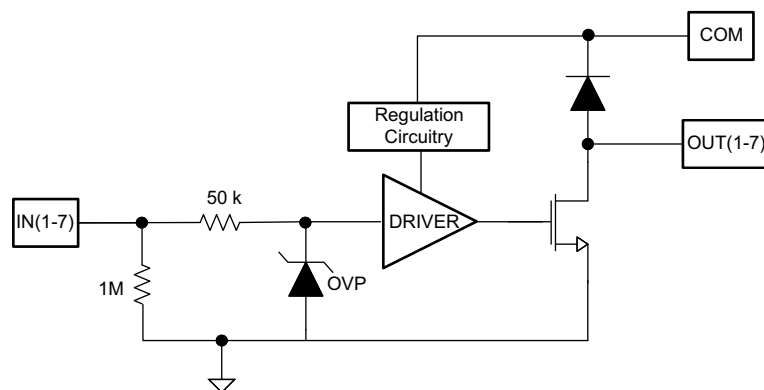 COM
Regulation
Circuitry
OUT(1-7)
50 k
IN(1-7)
DRIVER
1M
OVP